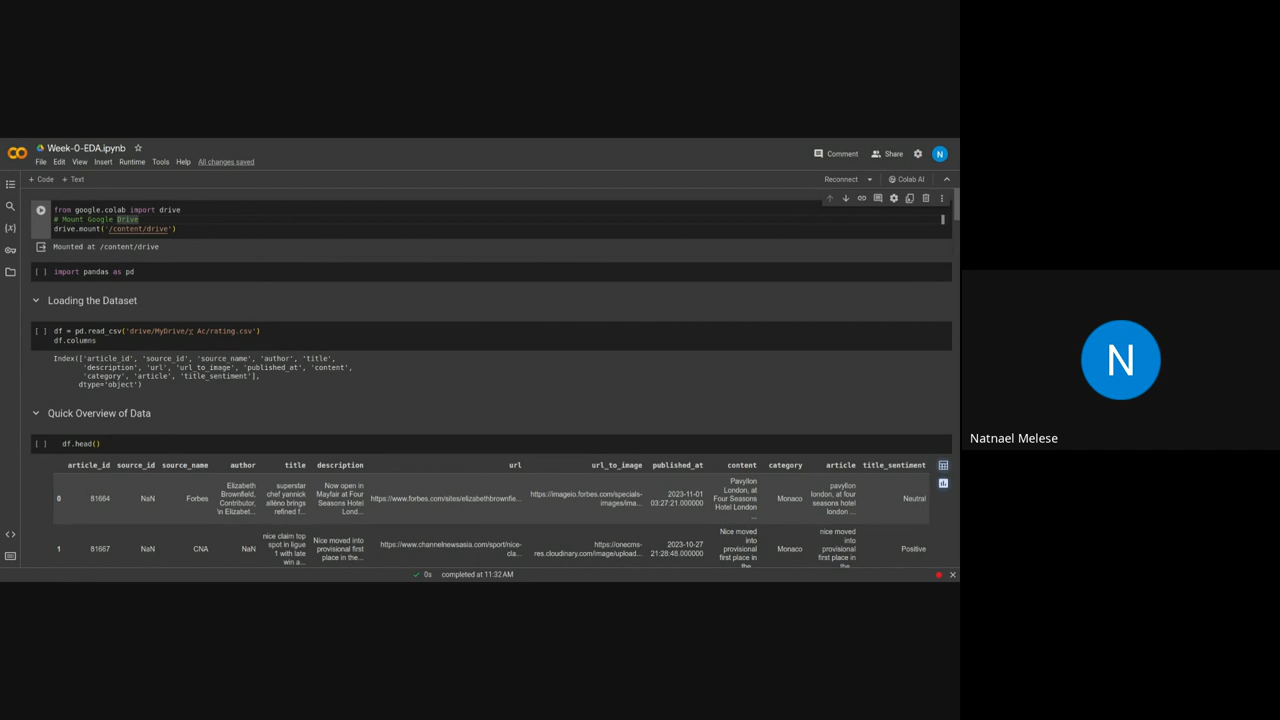 Week-0-EDA.ipynb
File Edit View Insert Runtime Tools Help All changes saved
Comment Share N
+ Code + Text
Reconnect Colab AI
from google.colab import drive
# Mount Google Drive
drive.mount('/content/drive')
Mounted at /content/drive
[ ] import pandas as pd
Loading the Dataset
[ ] df = pd.read_csv('drive/MyDrive/ Ac/rating.csv')
df.columns
Index(['article_id', 'source_id', 'source_name', 'author', 'title',
'description', 'url', 'url_to_image', 'published_at', 'content',
'category', 'article', 'title_sentiment'],
dtype='object')
Quick Overview of Data
[ ] df.head()
article_id source_id source_name author title description url url_to_image published_at content category article title_sentiment
0 81664 NaN Forbes Elizabeth Brownfield, Contributor, \n Elizabet... superstar chef yannick alléno brings refined f... Now open in Mayfair at Four Seasons Hotel Lond... https://www.forbes.com/sites/elizabethbrownfie... https://imageio.forbes.com/specials-images/ima... 2023-11-01 03:27:21.000000 Pavyllon London, at Four Seasons Hotel London ... Monaco pavyllon london, at four seasons hotel london ... Neutral
1 81667 NaN CNA NaN nice claim top spot in ligue 1 with late win a... Nice moved into provisional first place in the... https://www.channelnewsasia.com/sport/nice-cla... https://onecms-res.cloudinary.com/image/upload... 2023-10-27 21:28:48.000000 Nice moved into provisional first place in the... Monaco nice moved into provisional first place in the... Positive
0s completed at 11:32 AM
N
Natnael Melese